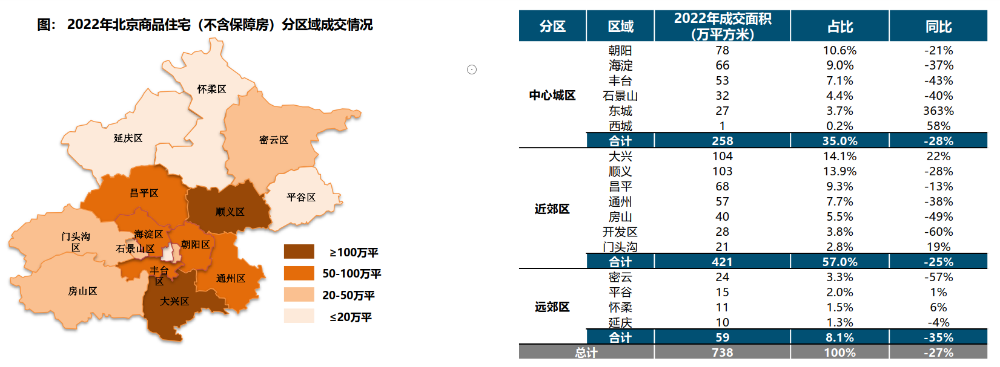 图： 2022年北京商品住宅（不含保障房）分区域成交情况
怀柔区
延庆区
密云区
昌平区
平谷区
顺义区
门头沟
区
海淀区
石景山区
朝阳区
丰台
区
通州区
房山区
大兴区
≥100万平
50-100万平
20-50万平
≤20万平
分区 区域 2022年成交面积
（万平方米） 占比 同比
朝阳 78 10.6% -21%
海淀 66 9.0% -37%
丰台 53 7.1% -43%
中心城区 石景山 32 4.4% -40%
东城 27 3.7% 363%
西城 1 0.2% 58%
合计 258 35.0% -28%
大兴 104 14.1% 22%
顺义 103 13.9% -28%
昌平 68 9.3% -13%
通州 57 7.7% -38%
近郊区 房山 40 5.5% -49%
开发区 28 3.8% -60%
门头沟 21 2.8% 19%
合计 421 57.0% -25%
密云 24 3.3% -57%
平谷 15 2.0% 1%
远郊区 怀柔 11 1.5% 6%
延庆 10 1.3% -4%
合计 59 8.1% -35%
总计 738 100% -27%